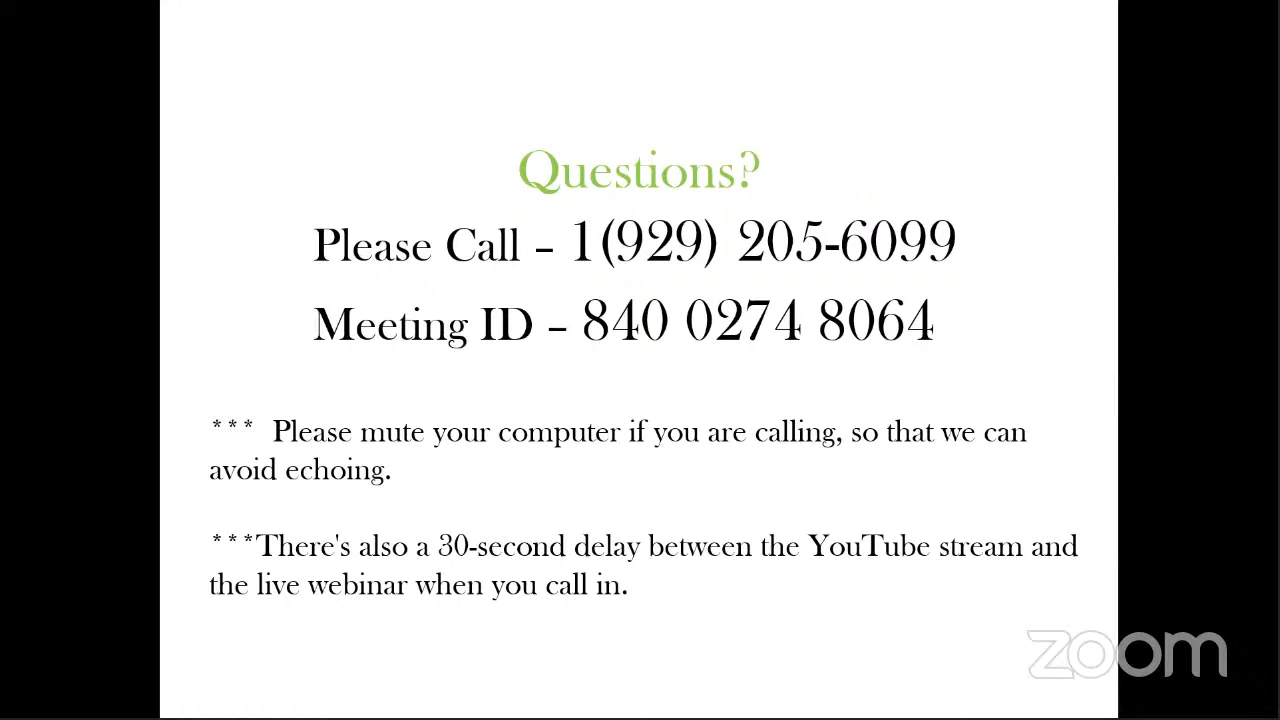 Questions?
Please Call – 1(929) 205-6099
Meeting ID – 840 0274 8064
*** Please mute your computer if you are calling, so that we can
avoid echoing.
***There's also a 30-second delay between the YouTube stream and
the live webinar when you call in.
zoom